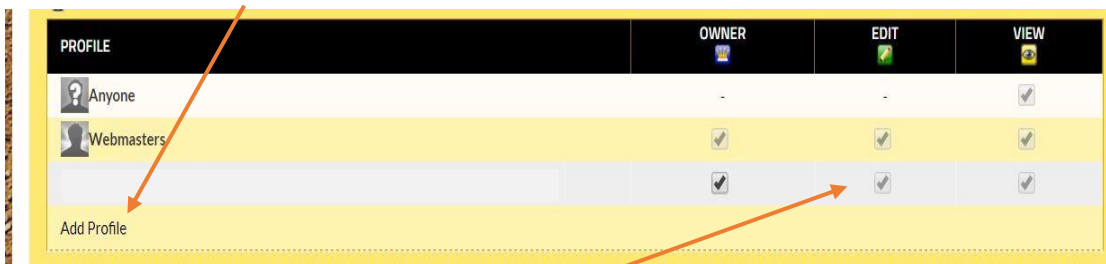 PROFILE OWNER EDIT VIEW
Anyone - -
Webmasters
Add Profile